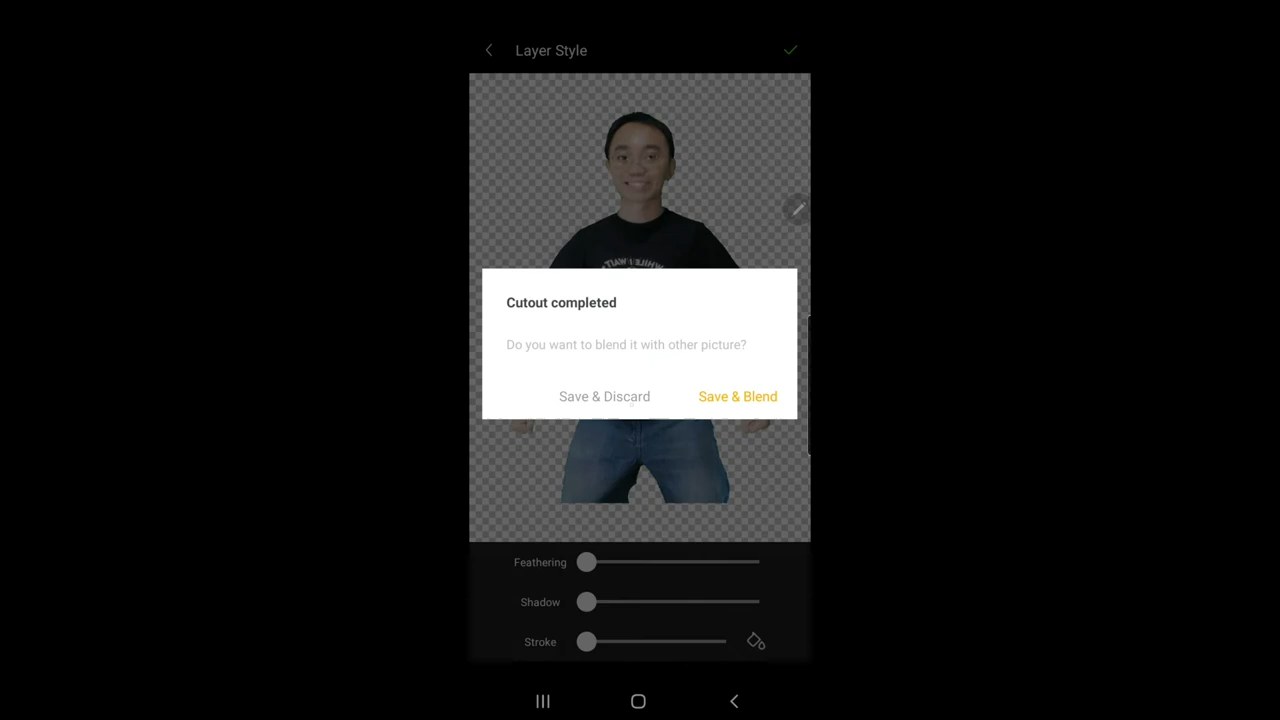 Layer Style
Cutout completed
Do you want to blend it with other picture?
Save & Discard
Save & Blend
Feathering
Shadow
Stroke